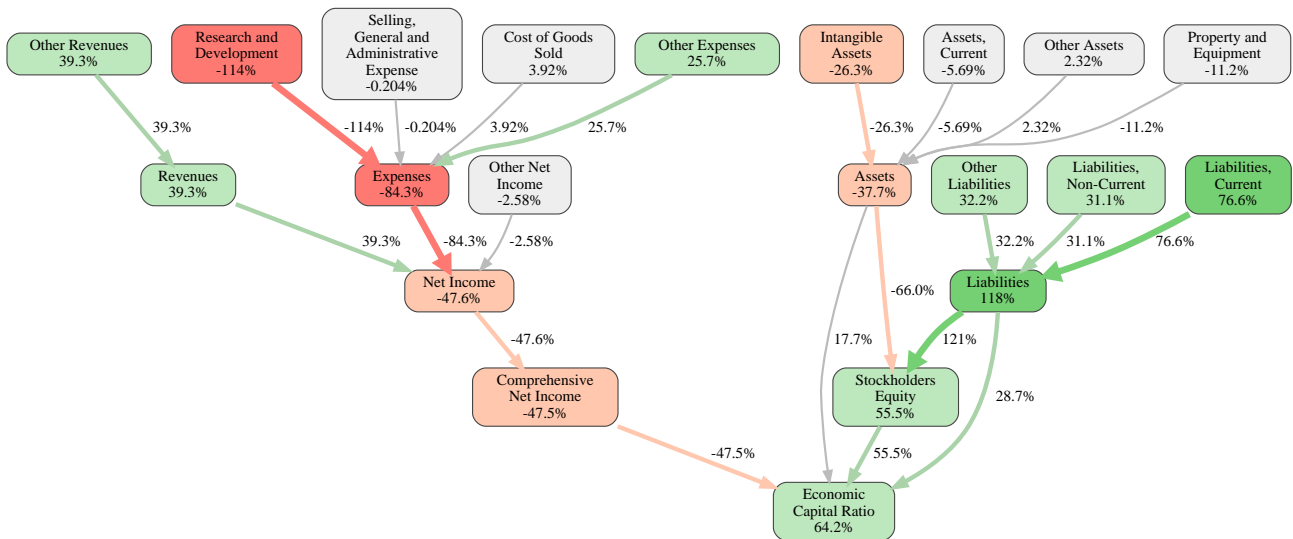 Other Revenues
39.3%
Research and
Development
-114%
Selling,
General and
Administrative
Expense
-0.204%
Cost of Goods
Sold
3.92%
Other Expenses
25.7%
Intangible
Assets
-26.3%
Assets,
Current
-5.69%
Other Assets
2.32%
Property and
Equipment
-11.2%
39.3%
-114%
-0.204%
3.92%
25.7%
-26.3%
-5.69%
2.32%
-11.2%
Revenues
39.3%
Expenses
-84.3%
Other Net
Income
-2.58%
Assets
-37.7%
Other
Liabilities
32.2%
Liabilities,
Non-Current
31.1%
Liabilities,
Current
76.6%
39.3%
-84.3%
-2.58%
32.2%
31.1%
76.6%
Net Income
-47.6%
-66.0%
Liabilities
118%
-47.6%
17.7%
121%
28.7%
Comprehensive
Net Income
-47.5%
Stockholders
Equity
55.5%
-47.5%
55.5%
Economic
Capital Ratio
64.2%